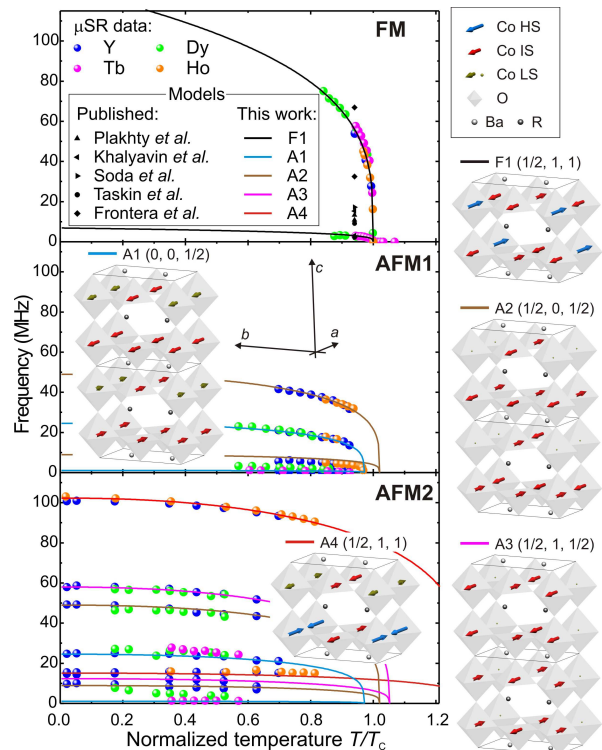 FM
μSR data:
Y Dy
Tb Ho
Models
Published: This work:
Plakhty et al. F1
Khalyavin et al. A1
Soda et al. A2
Taskin et al. A3
Frontera et al. A4
100
80
60
40
20
0
Co HS
Co IS
Co LS
O
Ba R
F1 (1/2, 1, 1)
AFM1
A1 (0, 0, 1/2)
c
b a
100
80
60
40
20
0
Frequency (MHz)
A2 (1/2, 0, 1/2)
AFM2
A4 (1/2, 1, 1)
100
80
60
40
20
0
A3 (1/2, 1, 1/2)
0.0 0.2 0.4 0.6 0.8 1.0 1.2
Normalized temperature T/TC